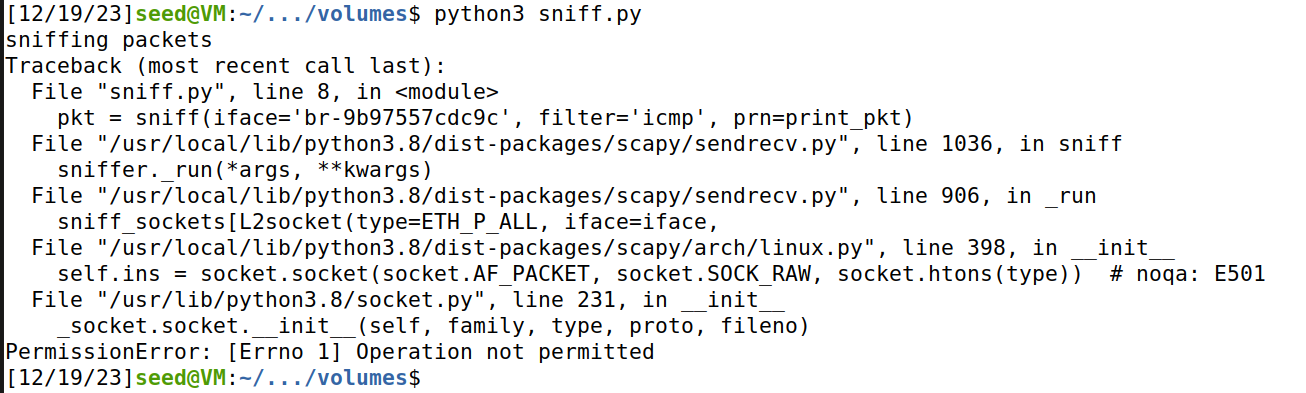 [12/19/23]seed@VM:~/.../volumes$ python3 sniff.py
sniffing packets
Traceback (most recent call last):
  File "sniff.py", line 8, in <module>
    pkt = sniff(iface='br-9b97557cdc9c', filter='icmp', prn=print_pkt)
  File "/usr/local/lib/python3.8/dist-packages/scapy/sendrecv.py", line 1036, in sniff
    sniffer._run(*args, **kwargs)
  File "/usr/local/lib/python3.8/dist-packages/scapy/sendrecv.py", line 906, in _run
    sniff_sockets[L2socket(type=ETH_P_ALL, iface=iface,
  File "/usr/local/lib/python3.8/dist-packages/scapy/arch/linux.py", line 398, in __init__
    self.ins = socket.socket(socket.AF_PACKET, socket.SOCK_RAW, socket.htons(type))  # noqa: E501
  File "/usr/lib/python3.8/socket.py", line 231, in __init__
    _socket.socket.__init__(self, family, type, proto, fileno)
PermissionError: [Errno 1] Operation not permitted
[12/19/23]seed@VM:~/.../volumes$